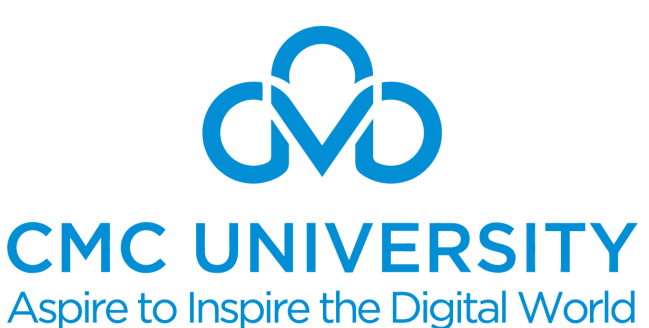 CMC UNIVERSITY
Aspire to Inspire the Digital World